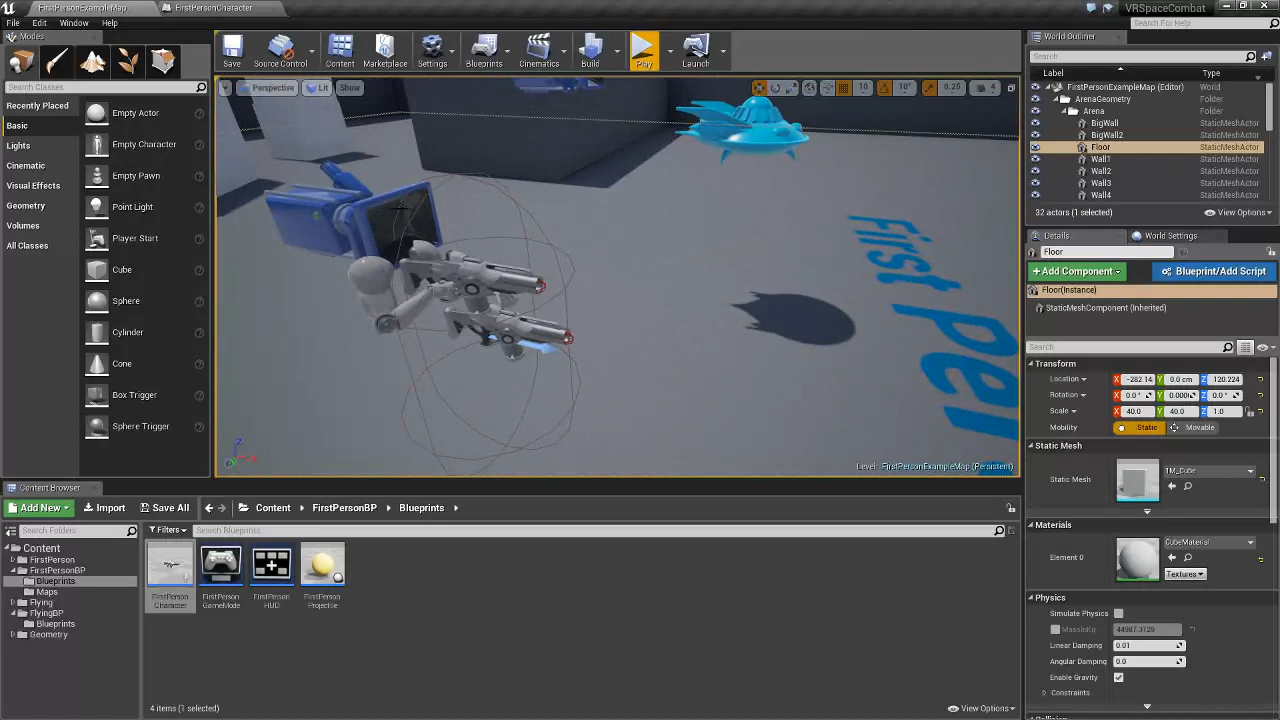 FirstPersonExampleMap
FirstPersonCharacter
VRSpaceCombat
File Edit Window Help
Search For Help
Modes
Search Classes
Recently Placed
Basic
Lights
Cinematic
Visual Effects
Geometry
Volumes
All Classes
Empty Actor
Empty Character
Empty Pawn
Point Light
Player Start
Cube
Sphere
Cylinder
Cone
Box Trigger
Sphere Trigger
Save
Source Control
Content
Marketplace
Settings
Blueprints
Cinematics
Build
Play
Launch
Perspective
Lit
Show
10
10°
0.25
4
First Per
Level: FirstPersonExampleMap (Persistent)
World Outliner
Search
Label Type
FirstPersonExampleMap (Editor) World
ArenaGeometry Folder
Arena Folder
BigWall StaticMeshActor
BigWall2 StaticMeshActor
Floor StaticMeshActor
Wall1 StaticMeshActor
Wall2 StaticMeshActor
Wall3 StaticMeshActor
Wall4 StaticMeshActor
32 actors (1 selected)
View Options
Details
World Settings
Floor
+Add Component
Blueprint/Add Script
Floor(Instance)
StaticMeshComponent (Inherited)
Search
Transform
Location X -282.14 Y 0.0 cm Z 120.224
Rotation X 0.0 ° Y 0.000 Z 0.0 °
Scale X 40.0 Y 40.0 Z 1.0
Mobility Static Movable
Static Mesh
Static Mesh
1M_Cube
Materials
Element 0
CubeMaterial
Textures
Physics
Simulate Physics
MassInKg 44987.3125
Linear Damping 0.01
Angular Damping 0.0
Enable Gravity
Constraints
Content Browser
Add New
Import
Save All
Content
FirstPersonBP
Blueprints
Search Folders
Filters
Search Blueprints
Content
FirstPerson
FirstPersonBP
Blueprints
Maps
Flying
FlyingBP
Blueprints
Geometry
FirstPerson
Character
FirstPerson
GameMode
FirstPerson
HUD
FirstPerson
Projectile
4 items (1 selected)
View Options